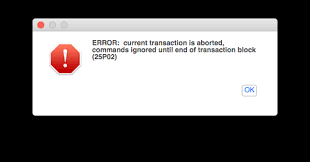 ERROR: current transaction is aborted,
commands ignored until end of transaction block
(25P02)
OK